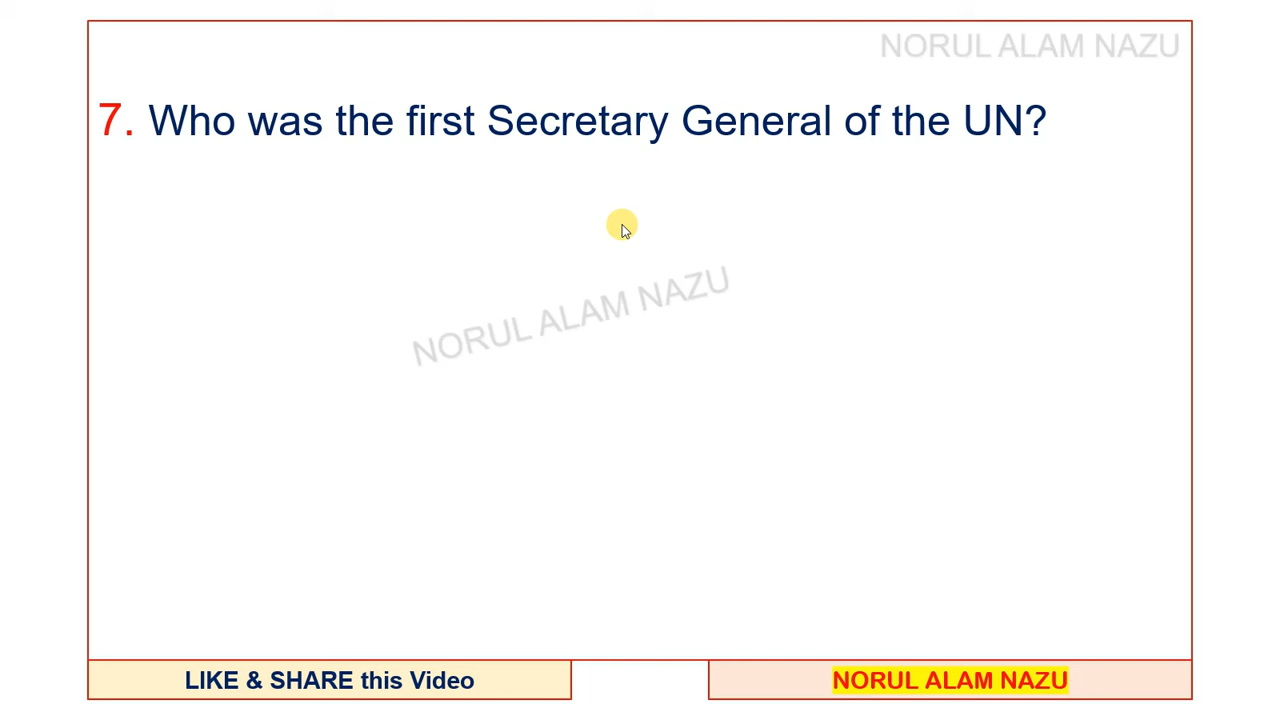 NORUL ALAM NAZU
7. Who was the first Secretary General of the UN?
NORUL ALAM NAZU
LIKE & SHARE this Video
NORUL ALAM NAZU